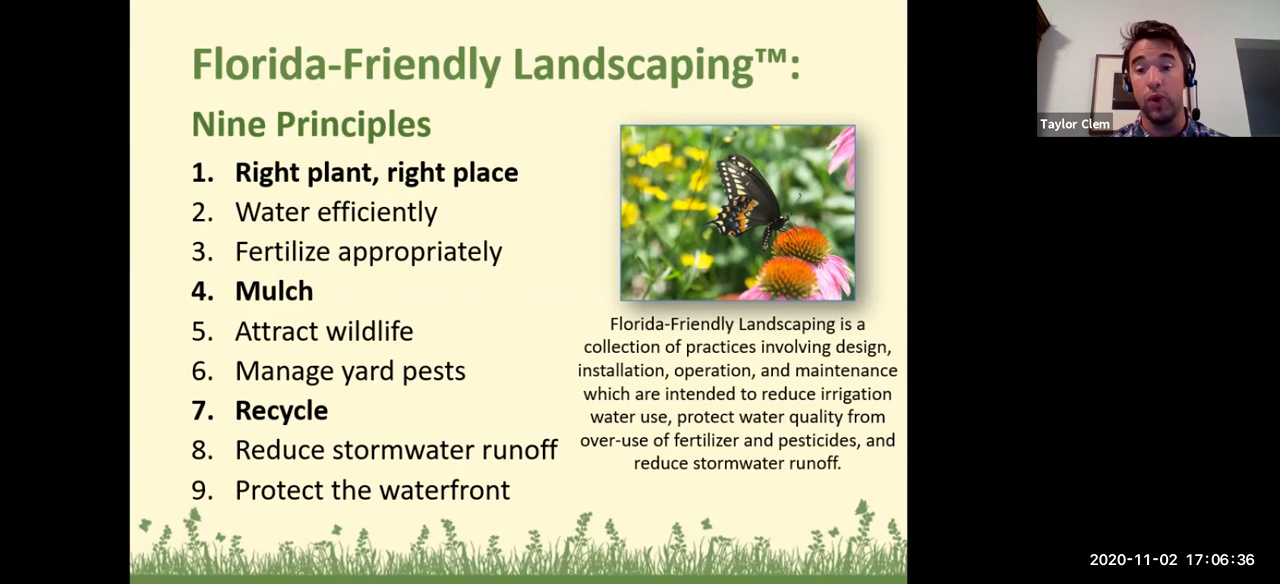 Florida-Friendly Landscaping™:
Nine Principles
1. Right plant, right place
2. Water efficiently
3. Fertilize appropriately
4. Mulch
5. Attract wildlife
6. Manage yard pests
7. Recycle
8. Reduce stormwater runoff
9. Protect the waterfront
Florida-Friendly Landscaping is a
collection of practices involving design,
installation, operation, and maintenance
which are intended to reduce irrigation
water use, protect water quality from
over-use of fertilizer and pesticides, and
reduce stormwater runoff.
Taylor Clem
2020-11-02 17:06:36